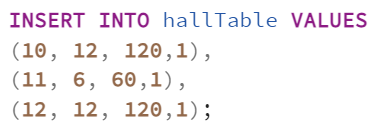 INSERT INTO hallTable VALUES
(10, 12, 120,1),
(11, 6, 60,1),
(12, 12, 120,1);